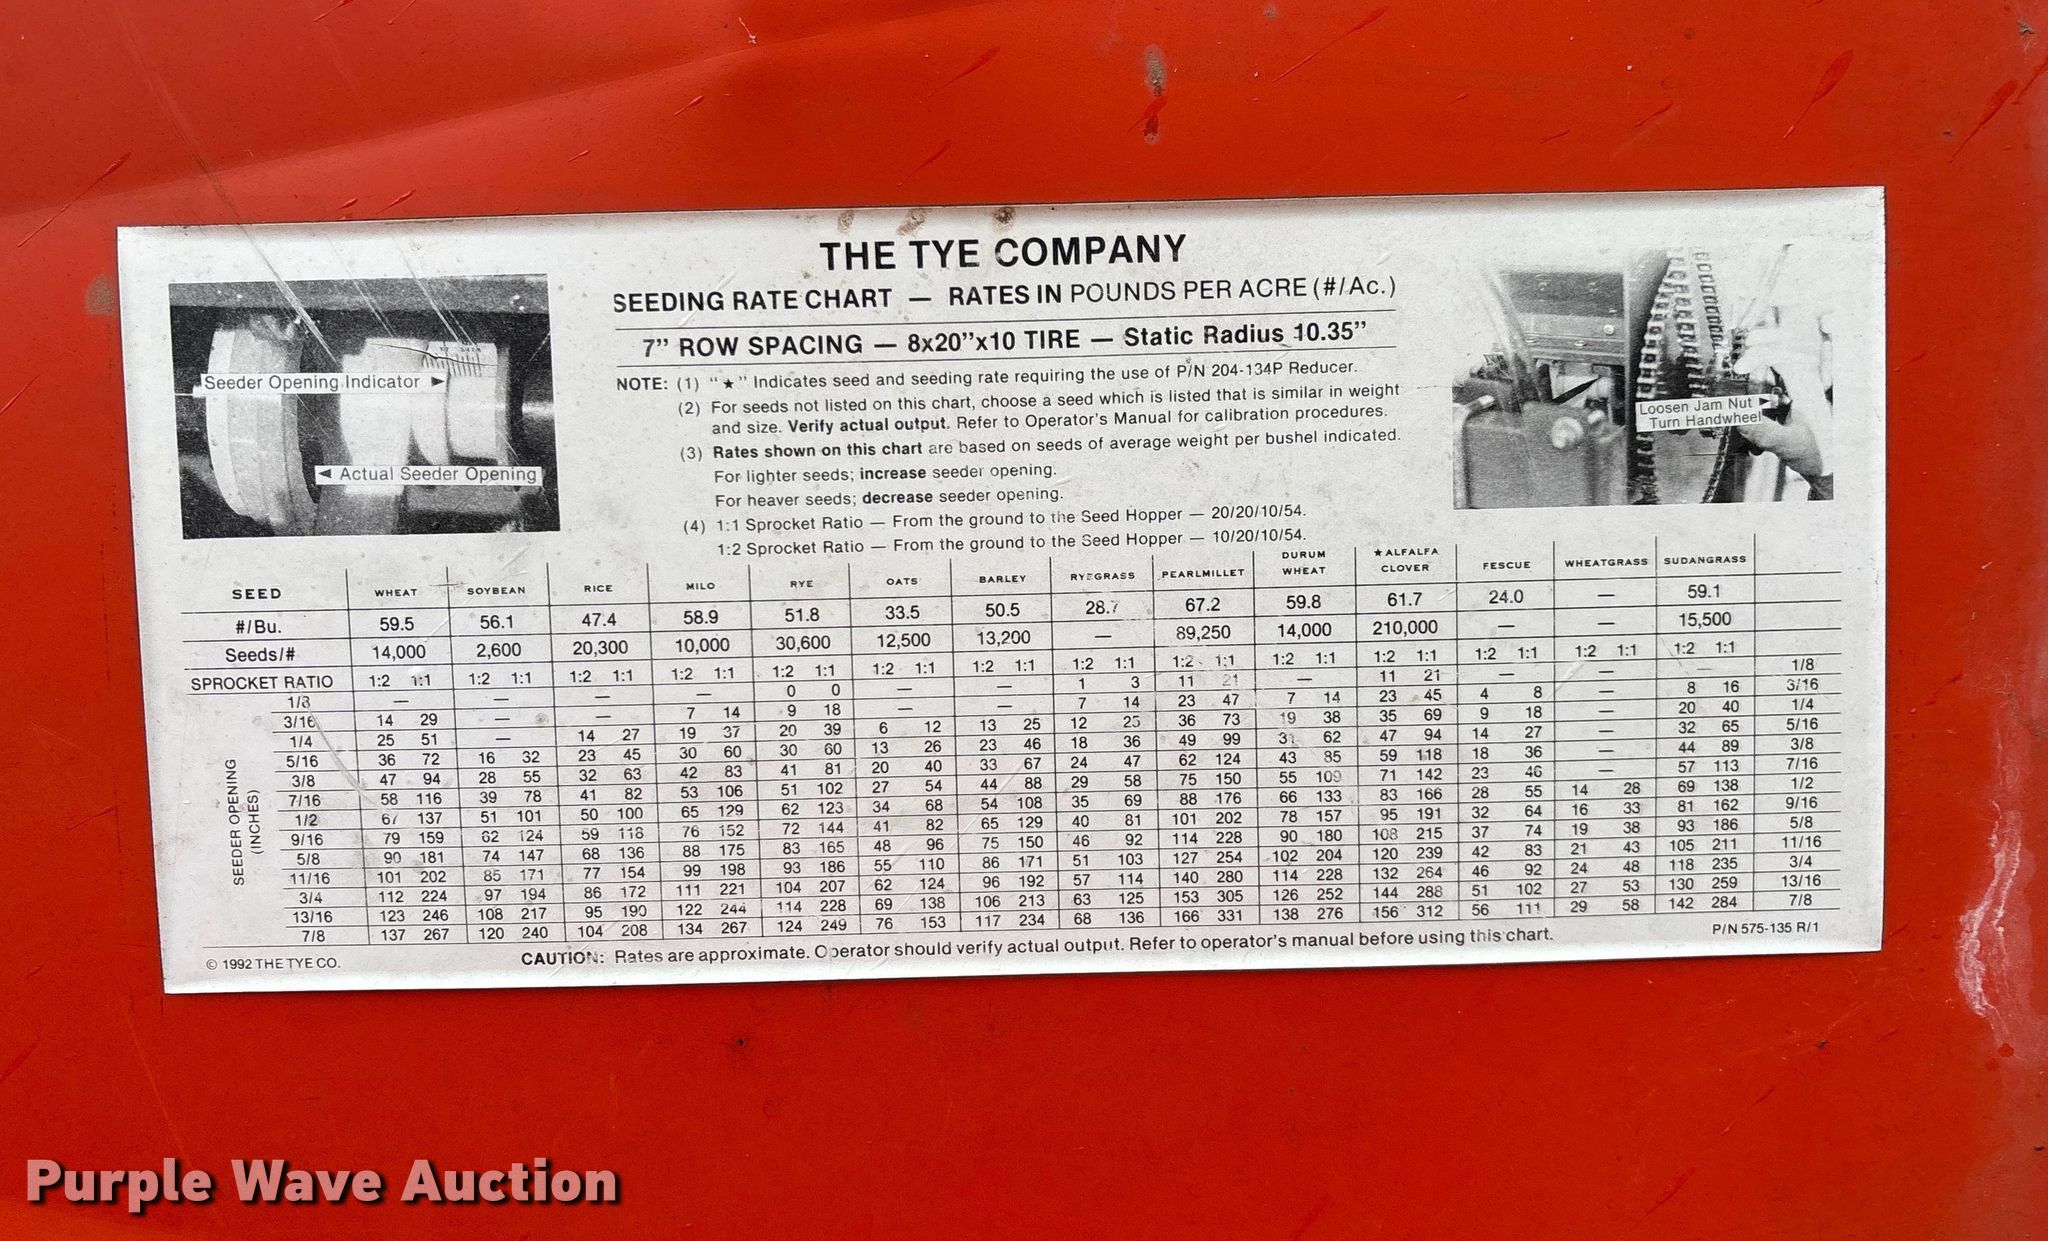 THE TYE COMPANY
SEEDING RATE CHART — RATES IN POUNDS PER ACRE (#/Ac.)
7” ROW SPACING — 8x20”x10 TIRE — Static Radius 10.35”
Seeder Opening Indicator ►
◄ Actual Seeder Opening
Loosen Jam Nut ►
Turn Handwheel
NOTE: (1) “★” Indicates seed and seeding rate requiring the use of P/N 204-134P Reducer.
(2) For seeds not listed on this chart, choose a seed which is listed that is similar in weight
and size. Verify actual output. Refer to Operator's Manual for calibration procedures.
(3) Rates shown on this chart are based on seeds of average weight per bushel indicated.
For lighter seeds; increase seeder opening.
For heaver seeds; decrease seeder opening.
(4) 1:1 Sprocket Ratio — From the ground to the Seed Hopper — 20/20/10/54.
1:2 Sprocket Ratio — From the ground to the Seed Hopper — 10/20/10/54.
SEED WHEAT SOYBEAN RICE MILO RYE OATS BARLEY RYEGRASS PEARLMILLET DURUM WHEAT ★ALFALFA CLOVER FESCUE WHEATGRASS SUDANGRASS
#/Bu. 59.5 56.1 47.4 58.9 51.8 33.5 50.5 28.7 67.2 59.8 61.7 24.0 — 59.1
Seeds/# 14,000 2,600 20,300 10,000 30,600 12,500 13,200 — 89,250 14,000 210,000 — — 15,500
SPROCKET RATIO 1:2 1:1 1:2 1:1 1:2 1:1 1:2 1:1 1:2 1:1 1:2 1:1 1:2 1:1 1:2 1:1 1:2 1:1 1:2 1:1 1:2 1:1 1:2 1:1 1:2 1:1 1:2 1:1
SEEDER OPENING
(INCHES)
1/8 — — — — 0 0 — — 1 3 11 21 — 11 21 — — 1/8
3/16 14 29 — — 7 14 9 18 — — 7 14 23 47 7 14 23 45 4 8 — 8 16 3/16
1/4 25 51 — 14 27 19 37 20 39 6 12 13 25 12 25 36 73 19 38 35 69 9 18 — 20 40 1/4
5/16 36 72 16 32 23 45 30 60 30 60 13 26 23 46 18 36 49 99 31 62 47 94 14 27 — 32 65 5/16
3/8 47 94 28 55 32 63 42 83 41 81 20 40 33 67 24 47 62 124 43 85 59 118 18 36 — 44 89 3/8
7/16 58 116 39 78 41 82 53 106 51 102 27 54 44 88 29 58 75 150 55 109 71 142 23 46 — 57 113 7/16
1/2 67 137 51 101 50 100 65 129 62 123 34 68 54 108 35 69 88 176 66 133 83 166 28 55 14 28 69 138 1/2
9/16 79 159 62 124 59 118 76 152 72 144 41 82 65 129 40 81 101 202 78 157 95 191 32 64 16 33 81 162 9/16
5/8 90 181 74 147 68 136 88 175 83 165 48 96 75 150 46 92 114 228 90 180 108 215 37 74 19 38 93 186 5/8
11/16 101 202 85 171 77 154 99 198 93 186 55 110 86 171 51 103 127 254 102 204 120 239 42 83 21 43 105 211 11/16
3/4 112 224 97 194 86 172 111 221 104 207 62 124 96 192 57 114 140 280 114 228 132 264 46 92 24 48 118 235 3/4
13/16 123 246 108 217 95 190 122 244 114 228 69 138 106 213 63 125 153 305 126 252 144 288 51 102 27 53 130 259 13/16
7/8 137 267 120 240 104 208 134 267 124 249 76 153 117 234 68 136 166 331 138 276 156 312 56 111 29 58 142 284 7/8
© 1992 THE TYE CO.
CAUTION: Rates are approximate. Operator should verify actual output. Refer to operator's manual before using this chart.
P/N 575-135 R/1
Purple Wave Auction